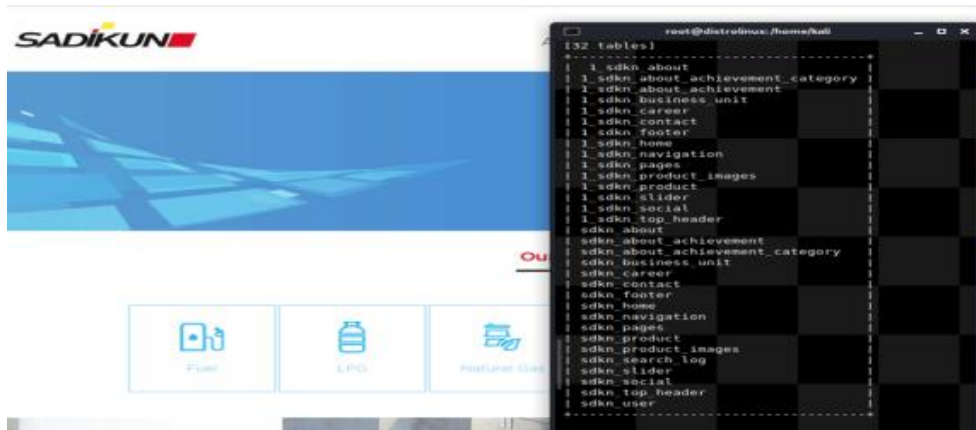 SADIKUN
root@distrolinux: /home/kali
[32 tables]
| 1_sdkn_about |
| 1_sdkn_about_achievement_category |
| 1_sdkn_about_achievement |
| 1_sdkn_business_unit |
| 1_sdkn_career |
| 1_sdkn_contact |
| 1_sdkn_footer |
| 1_sdkn_home |
| 1_sdkn_navigation |
| 1_sdkn_pages |
| 1_sdkn_product_images |
| 1_sdkn_product |
| 1_sdkn_slider |
| 1_sdkn_social |
| 1_sdkn_top_header |
| sdkn_about |
| sdkn_about_achievement |
| sdkn_about_achievement_category |
| sdkn_business_unit |
| sdkn_career |
| sdkn_contact |
| sdkn_footer |
| sdkn_home |
| sdkn_navigation |
| sdkn_pages |
| sdkn_product |
| sdkn_product_images |
| sdkn_search_log |
| sdkn_slider |
| sdkn_social |
| sdkn_top_header |
| sdkn_user |
Ou
Fuel
LPG
Natural Gas